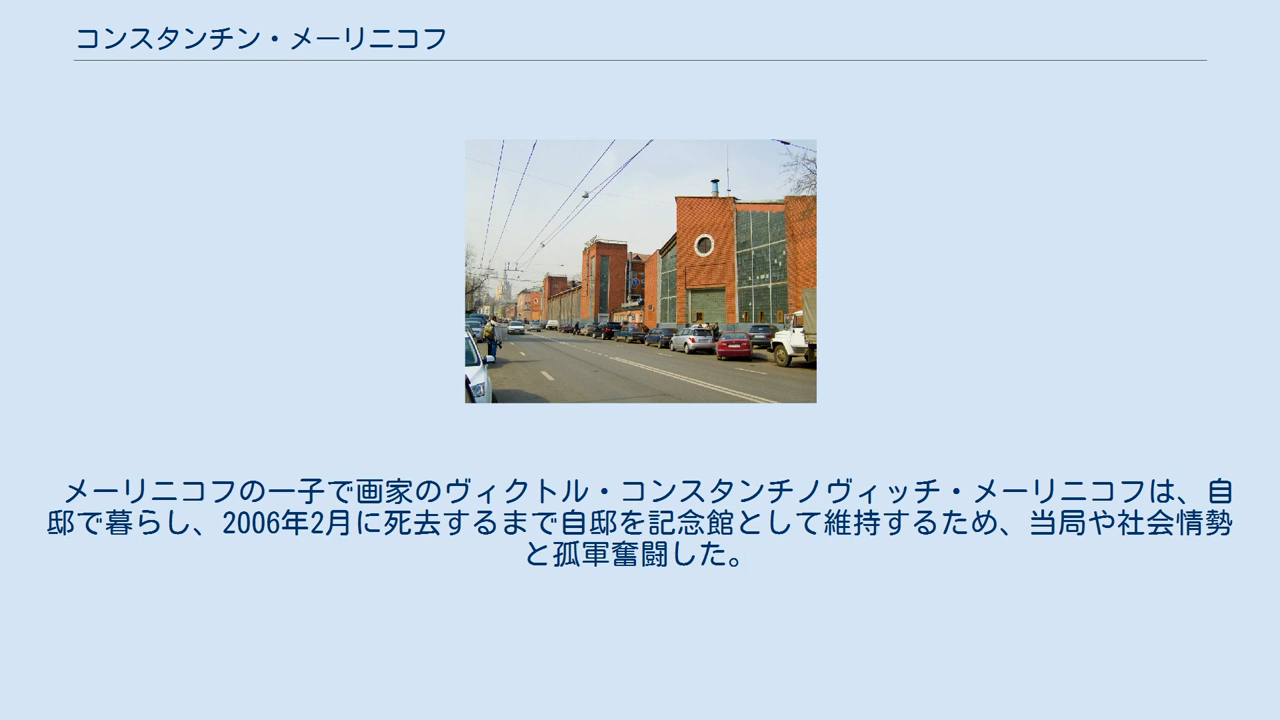 コンスタンチン・メーリニコフ
メーリニコフの一子で画家のヴィクトル・コンスタンチノヴィッチ・メーリニコフは、自
邸で暮らし、2006年2月に死去するまで自邸を記念館として維持するため、当局や社会情勢
と孤軍奮闘した。